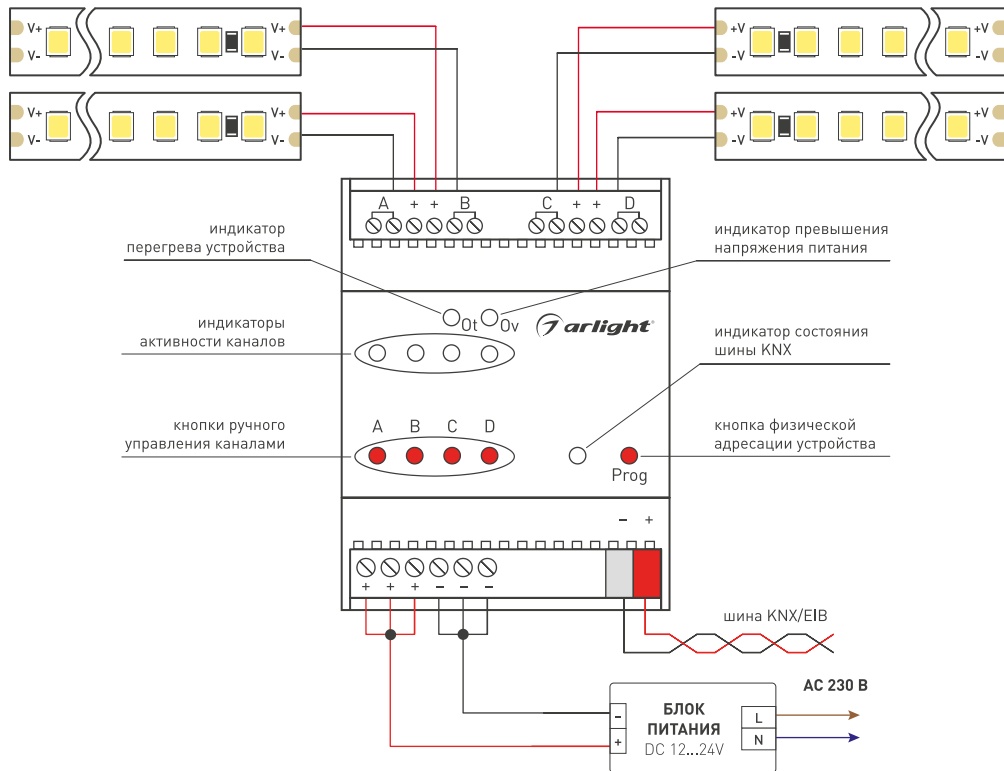 V+ V+ +V +V
V- V- -V -V
V+ V+ +V +V
V- V- -V -V
A + + B C + + D
индикатор
перегрева устройства
индикатор превышения
напряжения питания
Ot Ov
arlight
индикаторы
активности каналов
индикатор состояния
шины KNX
кнопки ручного
управления каналами
A B C D
кнопка физической
адресации устройства
Prog
− +
+ + + − − −
шина KNX/EIB
AC 230 В
БЛОК
ПИТАНИЯ
DC 12...24V
− L
+ N